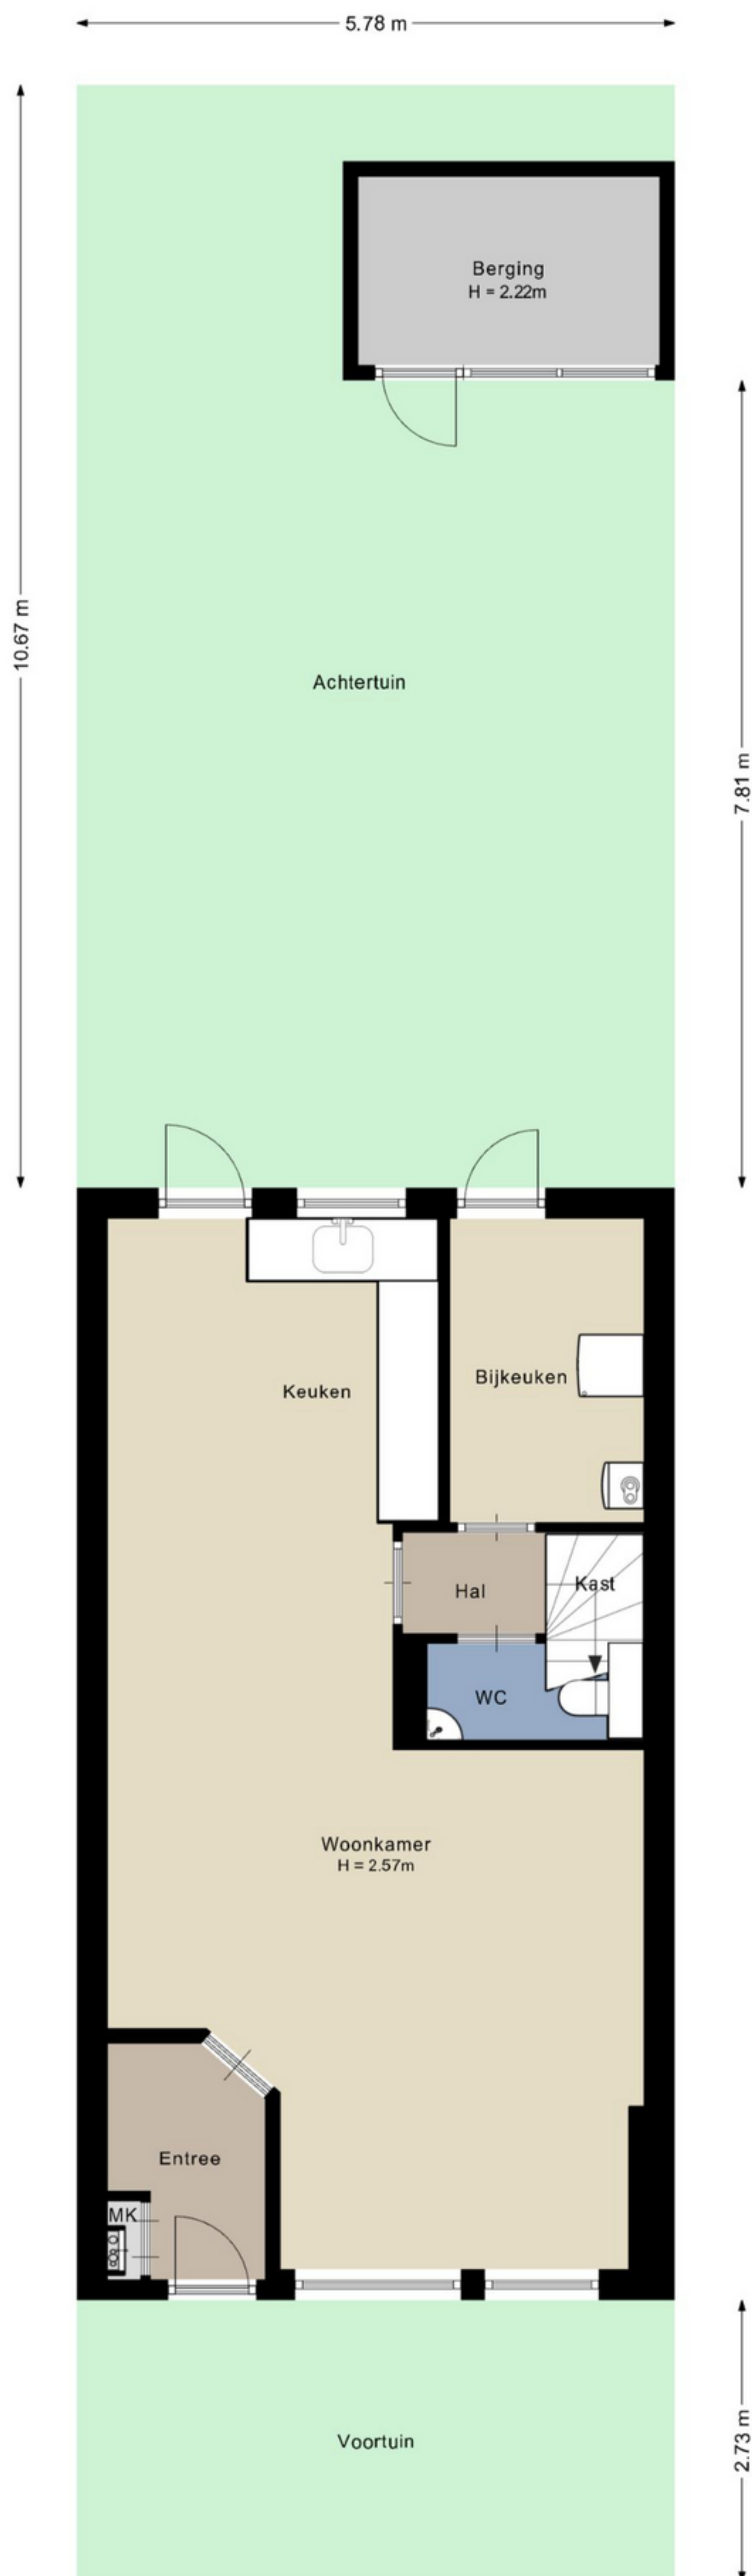 5.78 m
Berging
H = 2.22m
10.67 m
Achtertuin
7.81 m
Keuken
Bijkeuken
Hal
Kast
WC
Woonkamer
H = 2.57m
Entree
MK
Voortuin
2.73 m